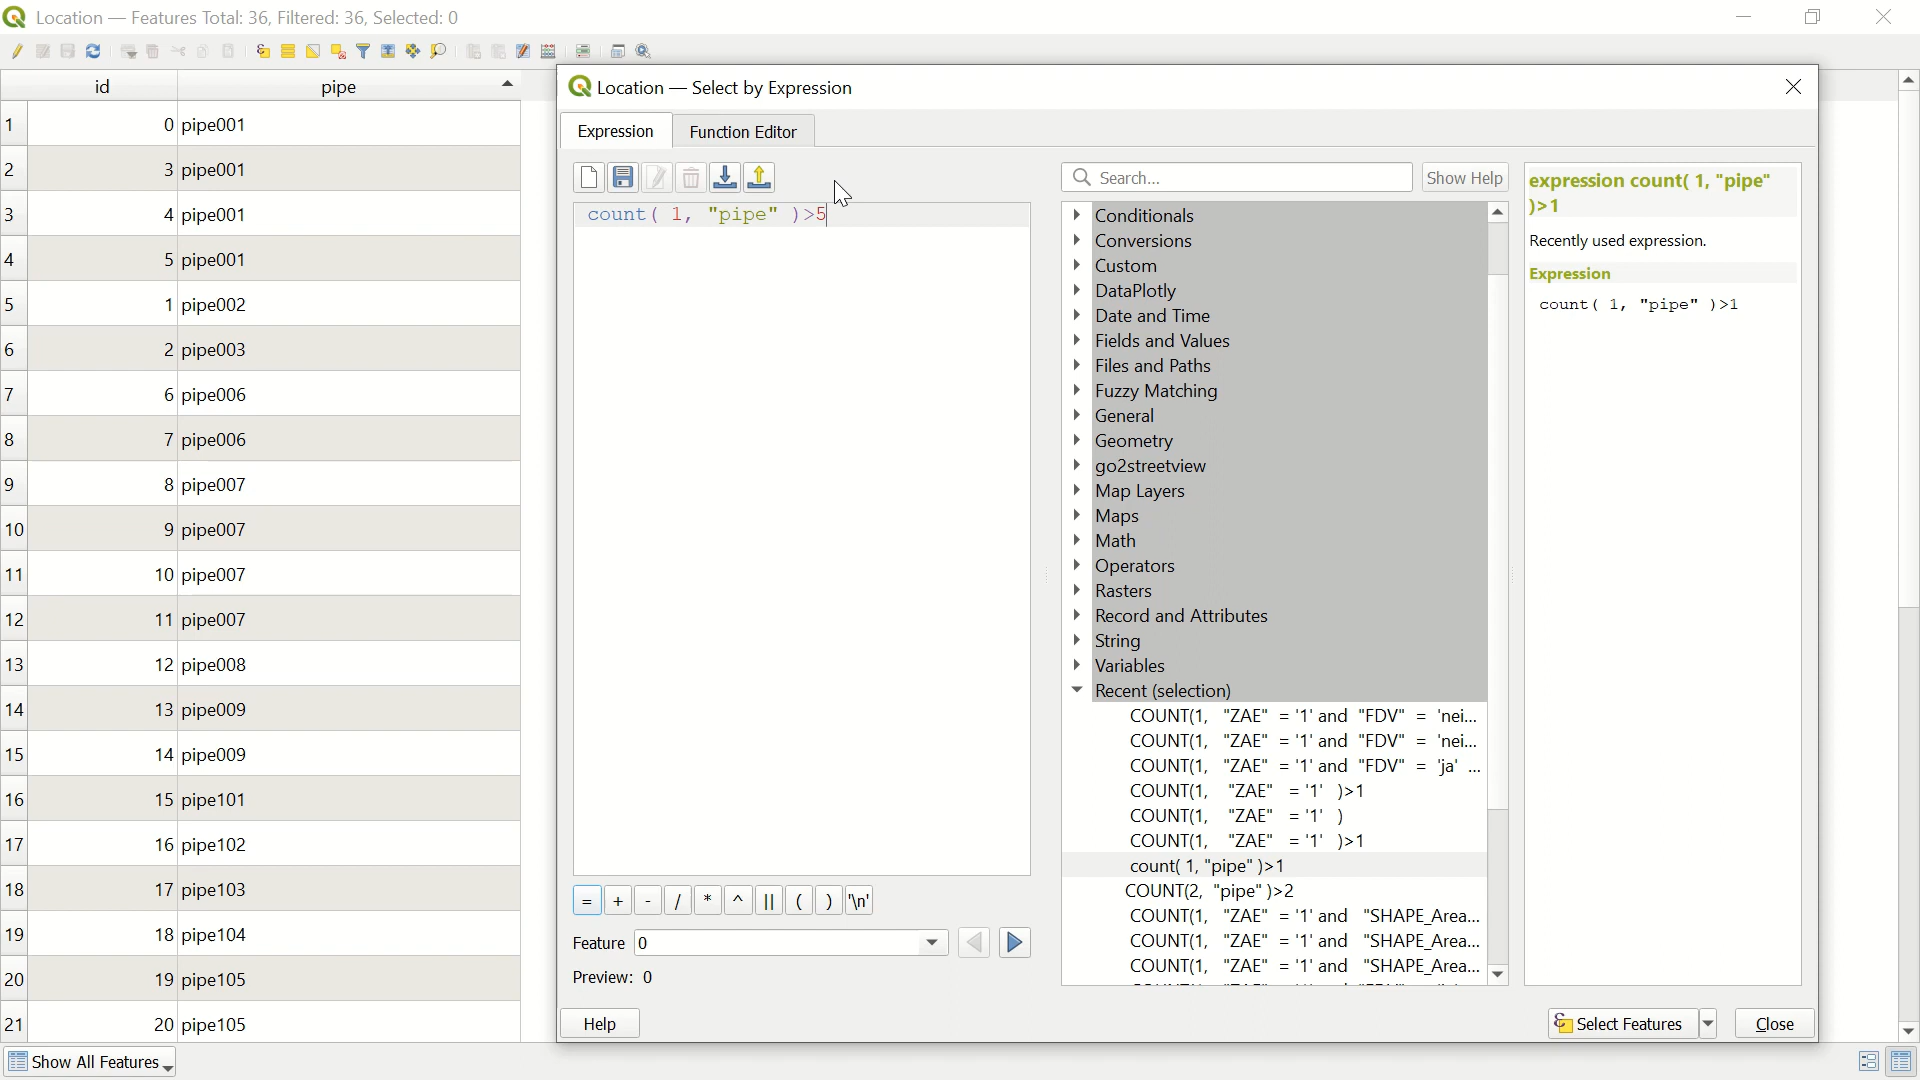 Location — Features Total: 36, Filtered: 36, Selected: 0
id pipe
1 0 pipe001
2 3 pipe001
3 4 pipe001
4 5 pipe001
5 1 pipe002
6 2 pipe003
7 6 pipe006
8 7 pipe006
9 8 pipe007
10 9 pipe007
11 10 pipe007
12 11 pipe007
13 12 pipe008
14 13 pipe009
15 14 pipe009
16 15 pipe101
17 16 pipe102
18 17 pipe103
19 18 pipe104
20 19 pipe105
21 20 pipe105
Show All Features
Location — Select by Expression
Expression Function Editor
count( 1, "pipe" )>5
= + - / * ^ || ( ) '\n'
Feature 0
Preview: 0
Help
Search...
Show Help
Conditionals
Conversions
Custom
DataPlotly
Date and Time
Fields and Values
Files and Paths
Fuzzy Matching
General
Geometry
go2streetview
Map Layers
Maps
Math
Operators
Rasters
Record and Attributes
String
Variables
Recent (selection)
COUNT(1, "ZAE" = '1' and "FDV" = 'nei...
COUNT(1, "ZAE" = '1' and "FDV" = 'nei...
COUNT(1, "ZAE" = '1' and "FDV" = 'ja' ...
COUNT(1, "ZAE" = '1' )>1
COUNT(1, "ZAE" = '1' )
COUNT(1, "ZAE" = '1' )>1
count( 1, "pipe" )>1
COUNT(2, "pipe" )>2
COUNT(1, "ZAE" = '1' and "SHAPE_Area...
COUNT(1, "ZAE" = '1' and "SHAPE_Area...
COUNT(1, "ZAE" = '1' and "SHAPE_Area...
expression count( 1, "pipe"
)>1
Recently used expression.
Expression
count( 1, "pipe" )>1
Select Features
Close